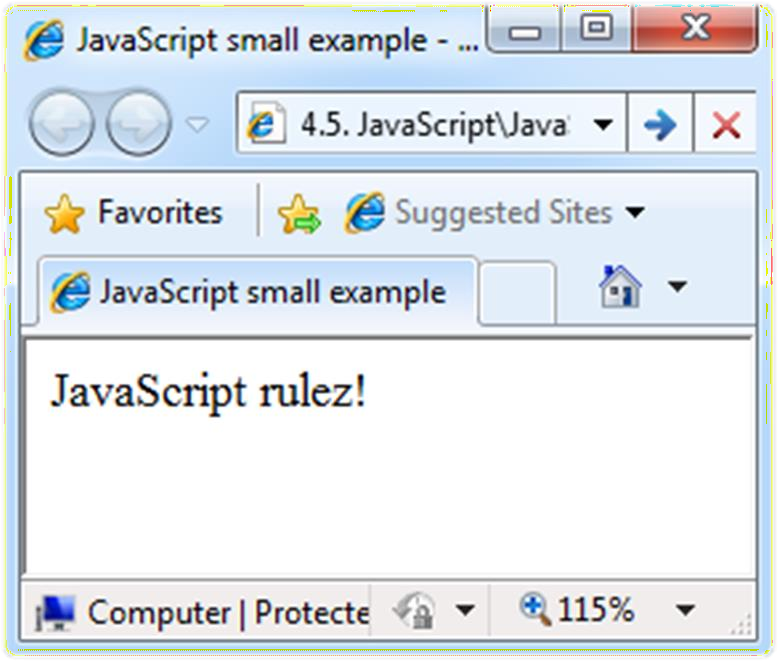 JavaScript small example - ...
4.5. JavaScript\Java
Favorites Suggested Sites
JavaScript small example
JavaScript rulez!
Computer | Protecte 115%